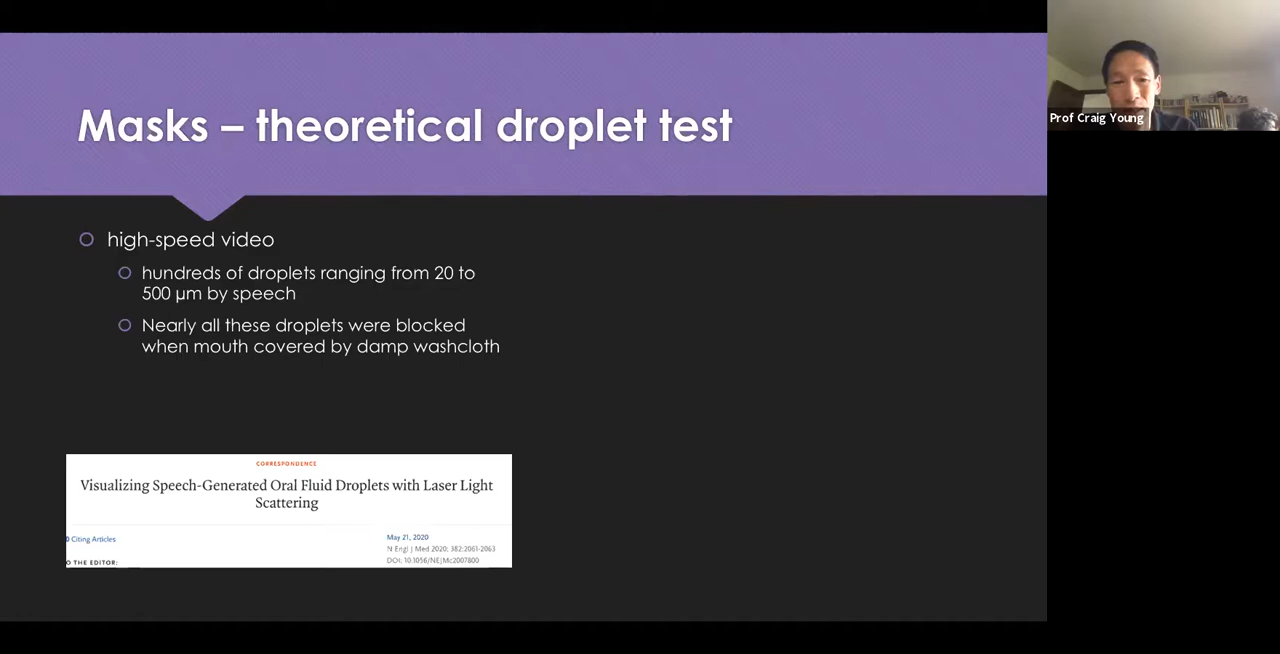 Masks – theoretical droplet test
Prof Craig Young
high-speed video
hundreds of droplets ranging from 20 to
500 µm by speech
Nearly all these droplets were blocked
when mouth covered by damp washcloth
CORRESPONDENCE
Visualizing Speech-Generated Oral Fluid Droplets with Laser Light
Scattering
0 Citing Articles
May 21, 2020
N Engl J Med 2020; 382:2061-2063
DOI: 10.1056/NEJMc2007800
O THE EDITOR: